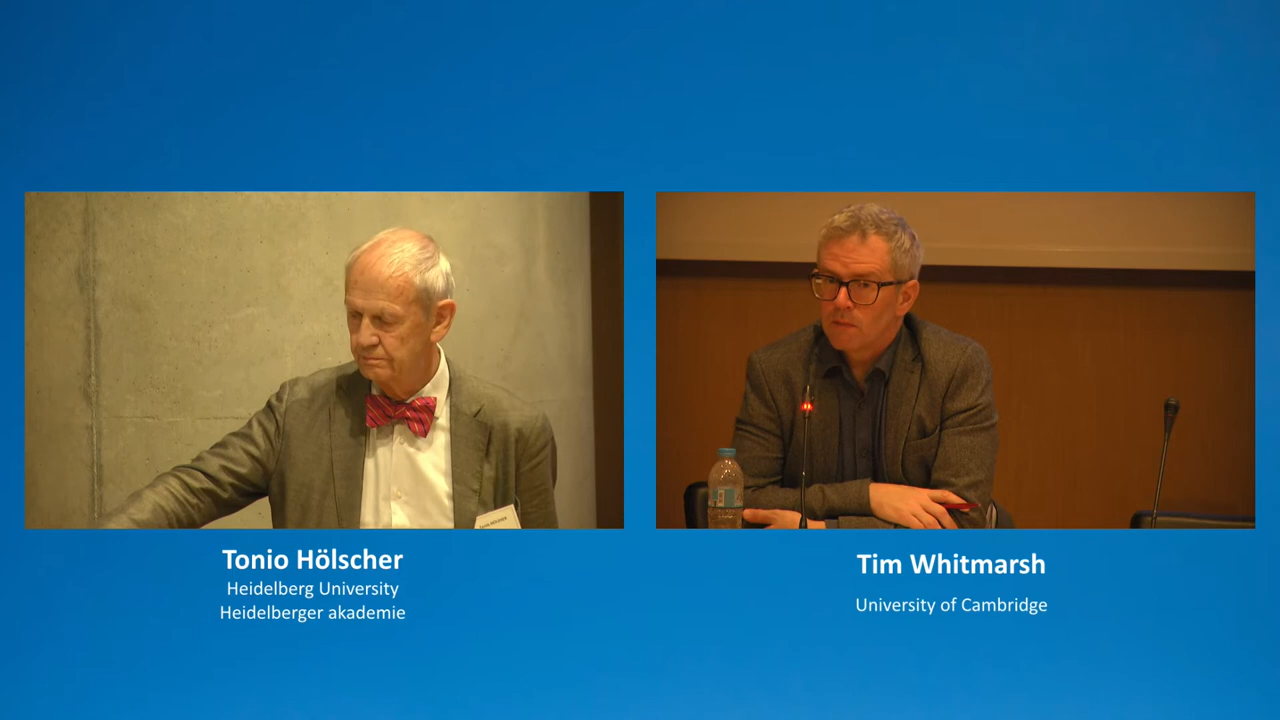 Tonio Hölscher
Heidelberg University
Heidelberger akademie
Tim Whitmarsh
University of Cambridge